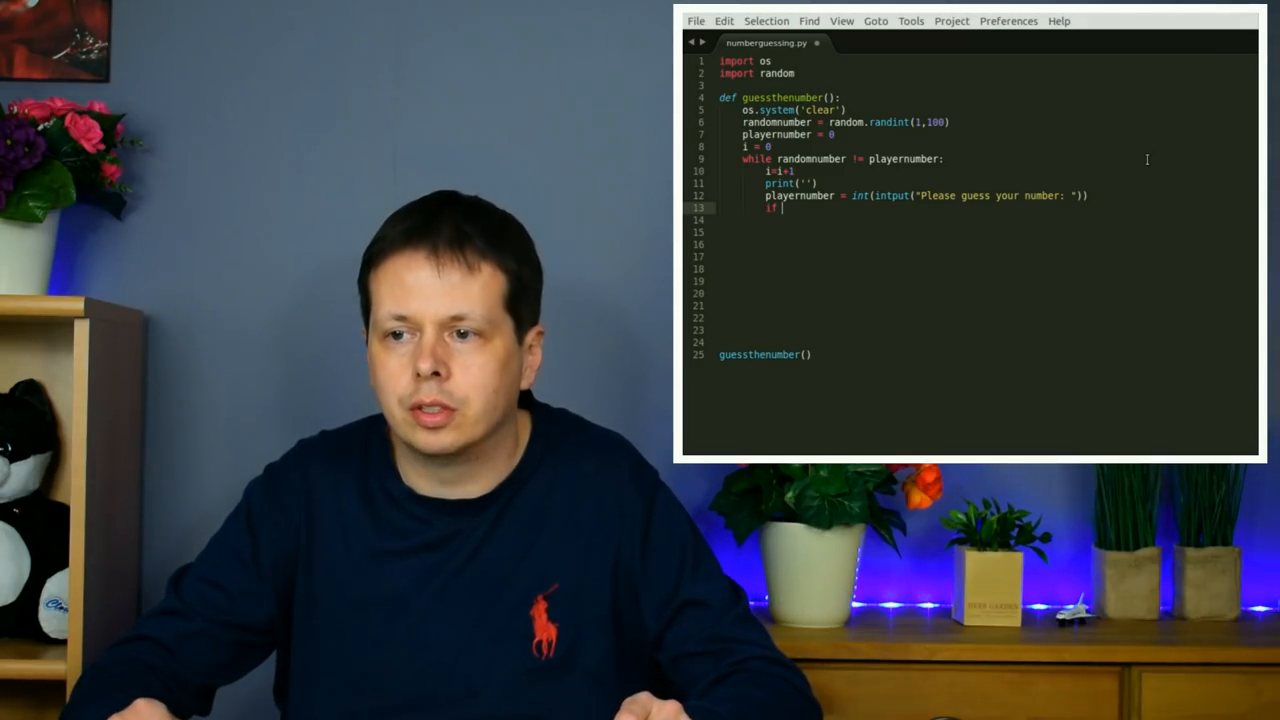 File Edit Selection Find View Goto Tools Project Preferences Help
numberguessing.py
1 import os
2 import random
3
4 def guessthenumber():
5 os.system('clear')
6 randomnumber = random.randint(1,100)
7 playernumber = 0
8 i = 0
9 while randomnumber != playernumber:
10 i=i+1
11 print('')
12 playernumber = int(intput("Please guess your number: "))
13 if
14
15
16
17
18
19
20
21
22
23
24
25 guessthenumber()
HERB GARDEN